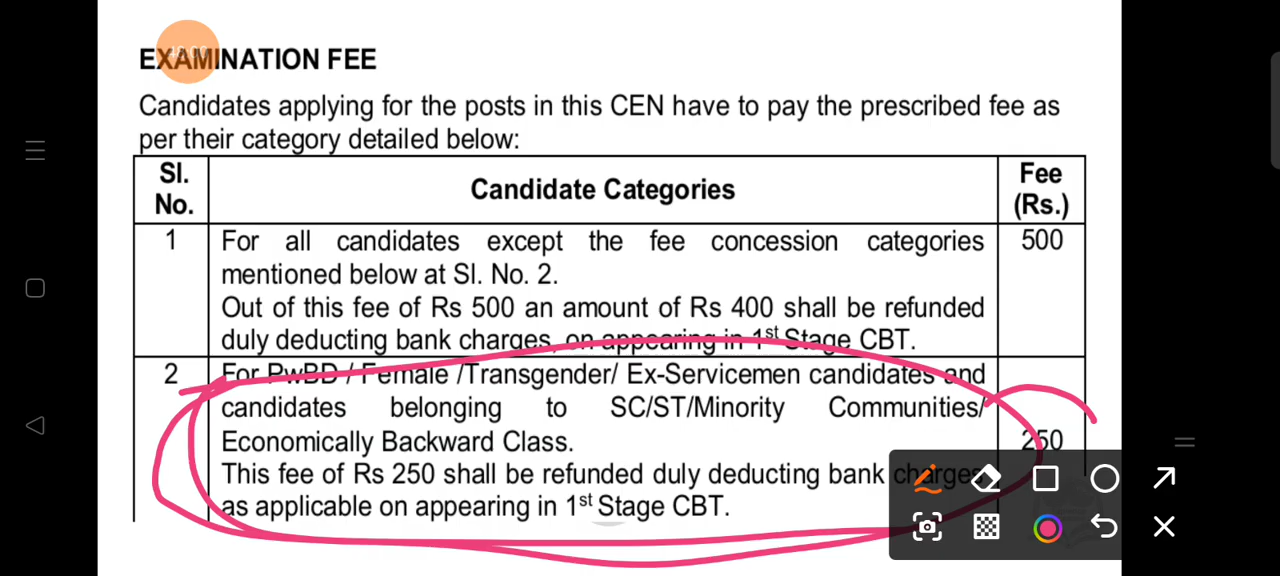 EXAMINATION FEE
Candidates applying for the posts in this CEN have to pay the prescribed fee as
per their category detailed below:
Sl. No. Candidate Categories Fee (Rs.)
1 For all candidates except the fee concession categories 500
mentioned below at Sl. No. 2.
Out of this fee of Rs 500 an amount of Rs 400 shall be refunded
duly deducting bank charges, on appearing in 1st Stage CBT.
2 For PwBD / Female /Transgender/ Ex-Servicemen candidates and
candidates belonging to SC/ST/Minority Communities/
Economically Backward Class. 250
This fee of Rs 250 shall be refunded duly deducting bank charges
as applicable on appearing in 1st Stage CBT.